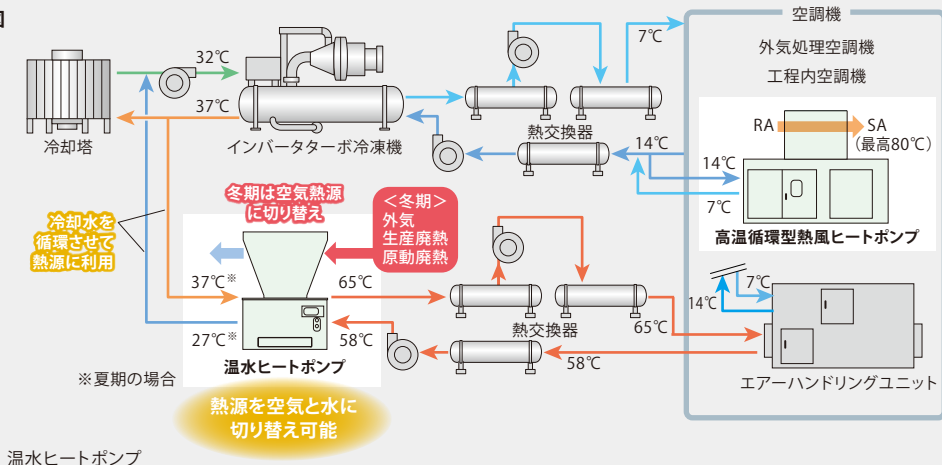 図
冷却塔
32℃
37℃
インバータターボ冷凍機
7℃
熱交換器
14℃
空調機
外気処理空調機
工程内空調機
RA
SA
(最高80℃)
14℃
7℃
高温循環型熱風ヒートポンプ
冷却水を
循環させて
熱源に利用
冬期は空気熱源
に切り替え
<冬期>
外気
生産廃熱
原動廃熱
37℃※
65℃
27℃※
58℃
温水ヒートポンプ
※夏期の場合
熱源を空気と水に
切り替え可能
熱交換器
65℃
58℃
7℃
14℃
エアーハンドリングユニット
温水ヒートポンプ